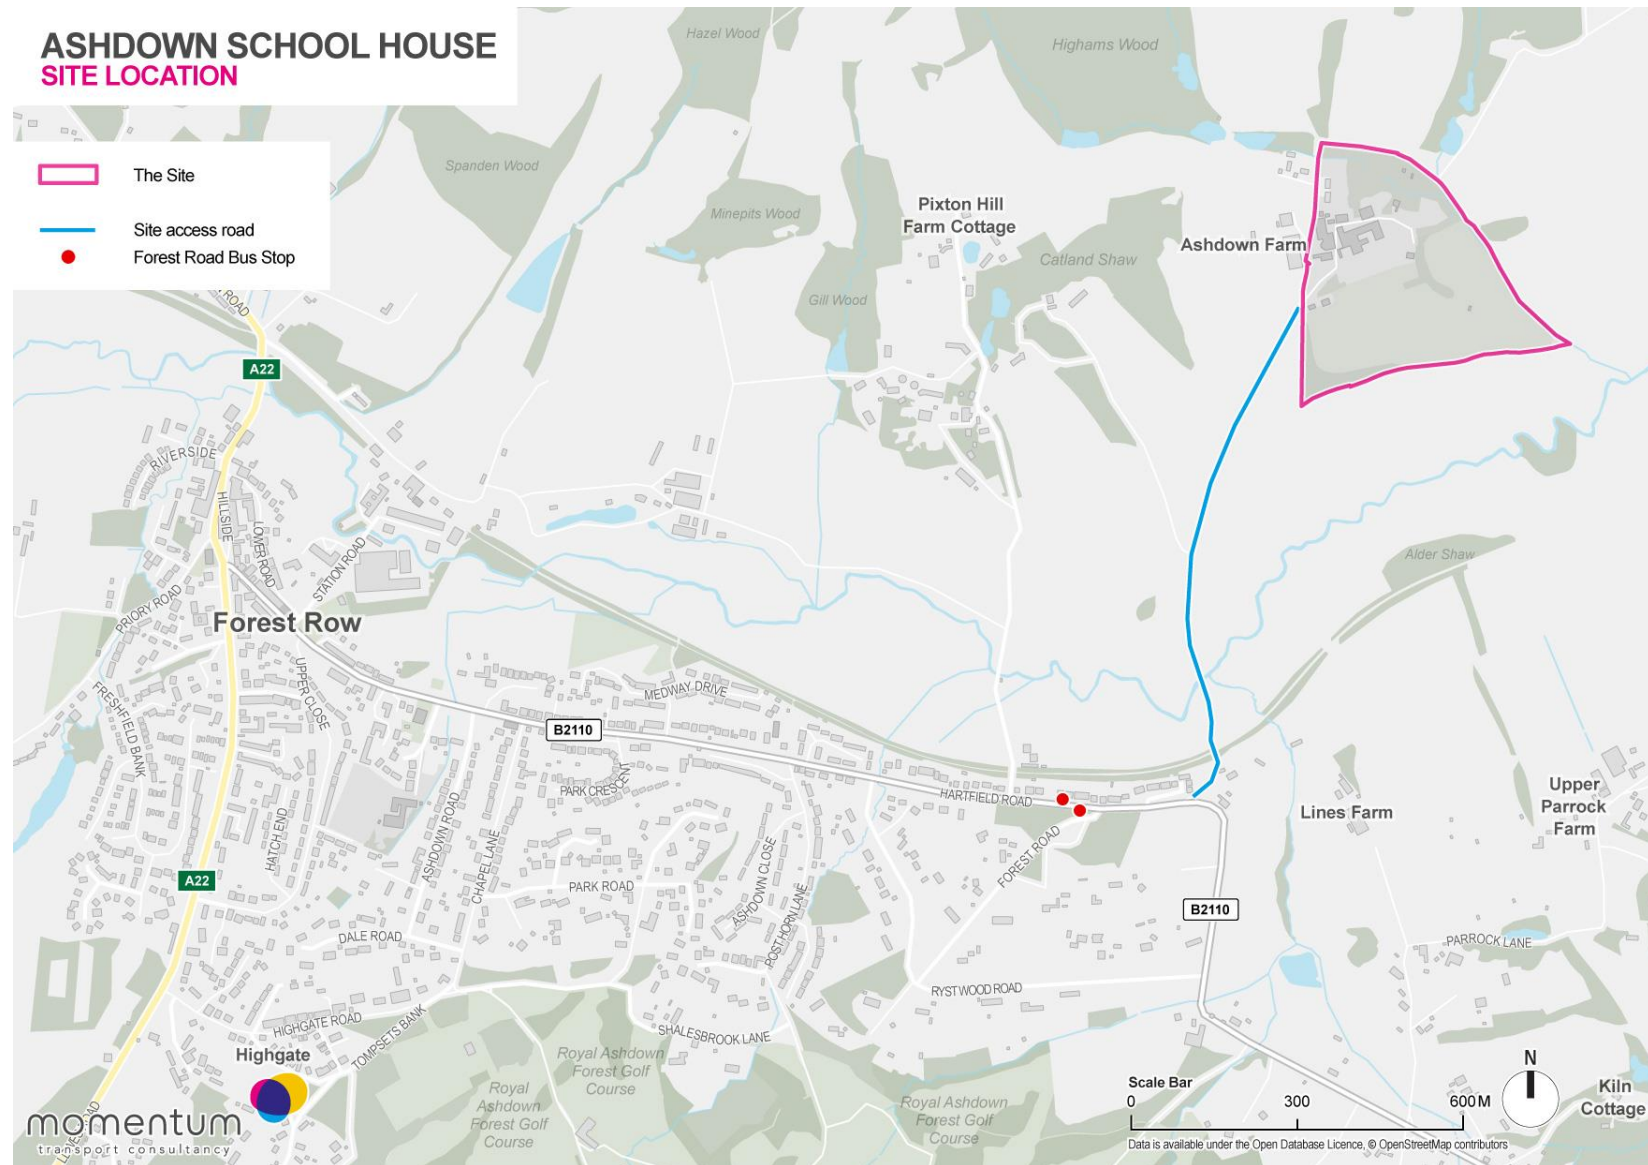 ASHDOWN SCHOOL HOUSE
SITE LOCATION
The Site
Site access road
Forest Road Bus Stop
Hazel Wood
Highams Wood
Spanden Wood
Minepits Wood
Pixton Hill
Farm Cottage
Ashdown Farm
Catland Shaw
Gill Wood
ROAD
A22
RIVERSIDE
HILLSIDE
LOWER ROAD
STATION ROAD
PRIORY ROAD
Forest Row
Alder Shaw
UPPER CLOSE
FRESHFIELD BANK
MEDWAY DRIVE
B2110
PARK CRESCENT
HARTFIELD ROAD
Lines Farm
Upper
Parrock
Farm
HATCH END
ASHDOWN ROAD
CHAPEL LANE
PARK ROAD
ASHDOWN CLOSE
POST HORN LANE
FOREST ROAD
A22
B2110
DALE ROAD
PARROCK LANE
RYST WOOD ROAD
HIGHGATE ROAD
TOMPSETS BANK
SHALESBROOK LANE
Highgate
Royal Ashdown
Forest Golf
Course
Royal
Ashdown
Forest Golf
Course
Royal Ashdown
Forest Golf
Course
Kiln
Cottage
N
Scale Bar
0 300 600M
Data is available under the Open Database Licence, © OpenStreetMap contributors
momentum
transport consultancy